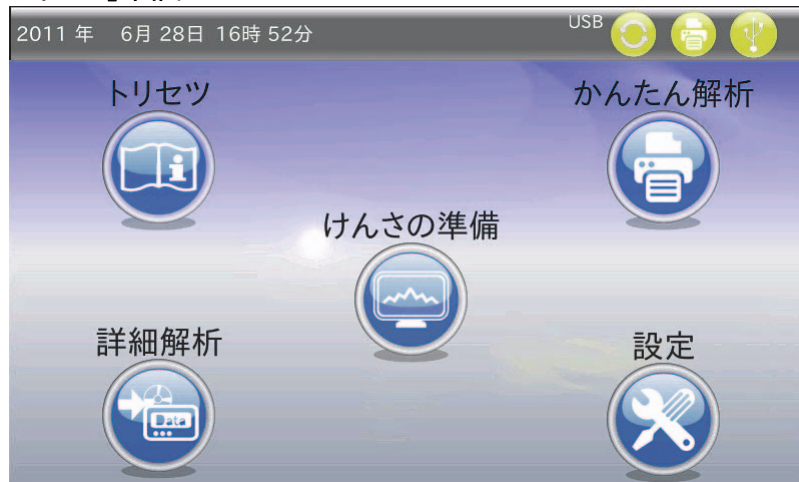 2011 年 6月 28日 16時 52分 USB
トリセツ
かんたん解析
けんさの準備
詳細解析
Data
設定